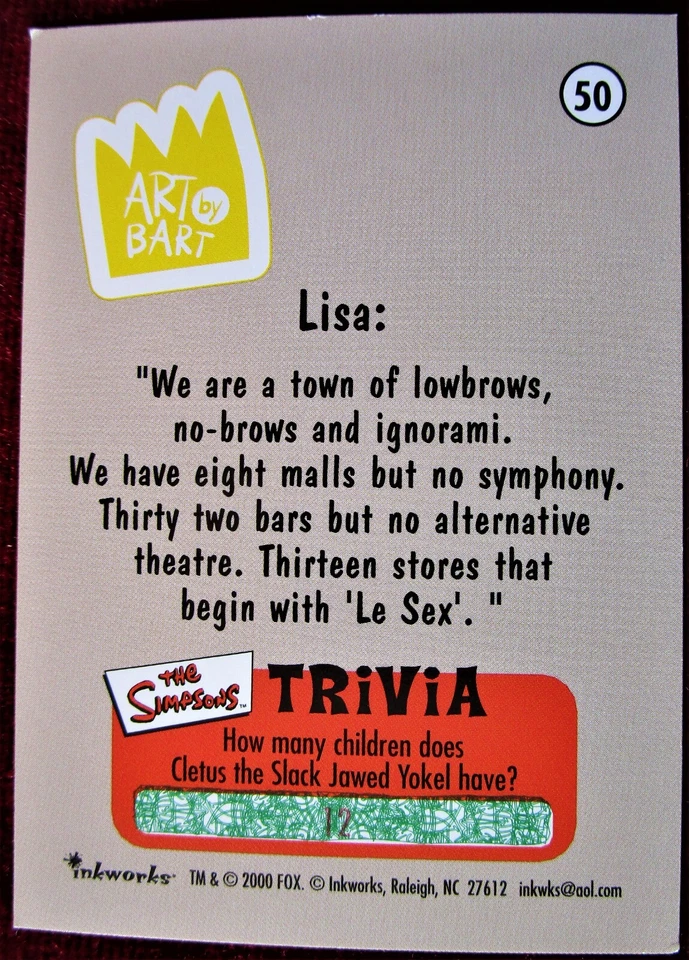 50
ART by
BART
Lisa:
"We are a town of lowbrows,
no-brows and ignorami.
We have eight malls but no symphony.
Thirty two bars but no alternative
theatre. Thirteen stores that
begin with 'Le Sex'. "
THE
SIMPSONS™
TRiViA
How many children does
Cletus the Slack Jawed Yokel have?
12
inkworks TM & © 2000 FOX. © Inkworks, Raleigh, NC 27612 inkwks@aol.com